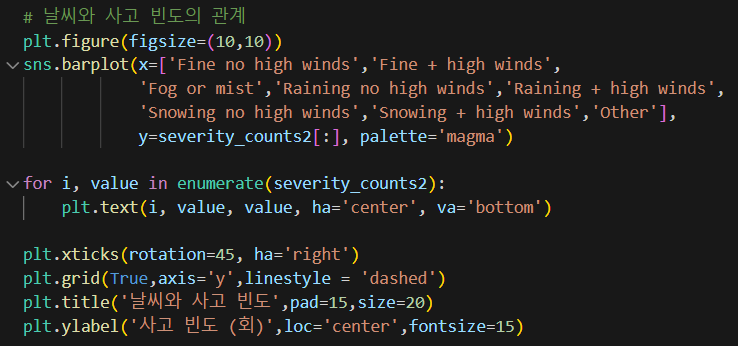 # 날씨와 사고 빈도의 관계
plt.figure(figsize=(10,10))
sns.barplot(x=['Fine no high winds','Fine + high winds',
'Fog or mist','Raining no high winds','Raining + high winds',
'Snowing no high winds','Snowing + high winds','Other'],
y=severity_counts2[:], palette='magma')
for i, value in enumerate(severity_counts2):
plt.text(i, value, value, ha='center', va='bottom')
plt.xticks(rotation=45, ha='right')
plt.grid(True,axis='y',linestyle = 'dashed')
plt.title('날씨와 사고 빈도',pad=15,size=20)
plt.ylabel('사고 빈도 (회)',loc='center',fontsize=15)